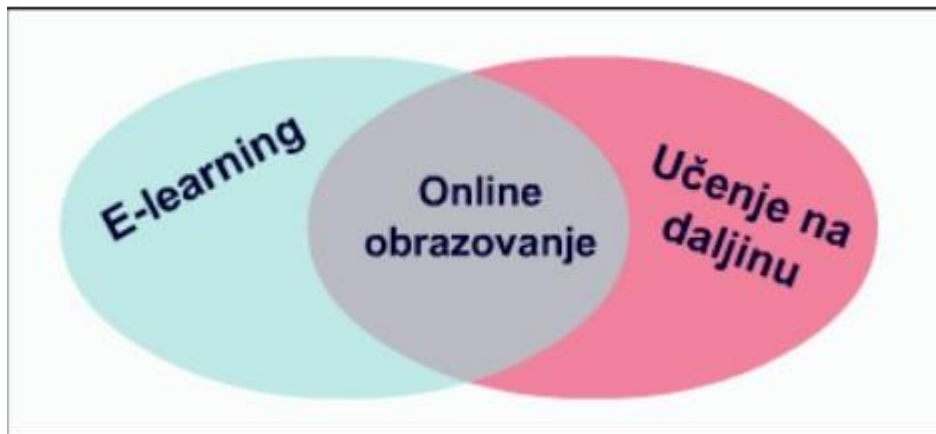 E-learning
Online
obrazovanje
Učenje na
daljinu